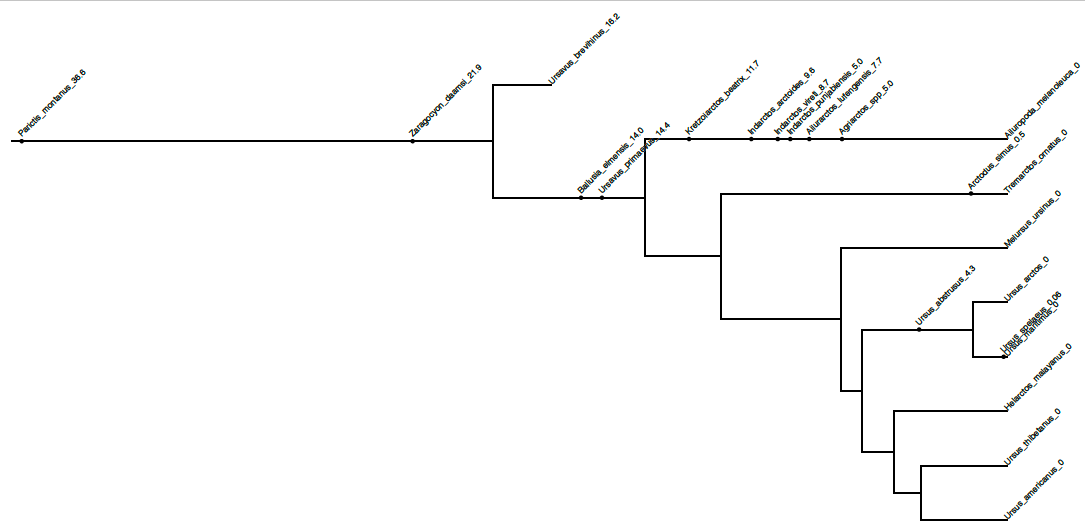 Parictis_montanus_36.6
Zaragocyon_daamsi_21.9
Ursavus_brevihinus_16.2
Ballusia_elmensis_14.0
Ursavus_primaevus_14.4
Kretzoiarctos_beatrix_11.7
Indarctos_arctoides_9.6
Indarctos_vireti_8.7
Indarctos_punjabiensis_5.0
Ailurarctos_lufengensis_7.7
Agriarctos_spp_5.0
Ailuropoda_melanoleuca_0
Arctodus_simus_0.5
Tremarctos_ornatus_0
Melursus_ursinus_0
Ursus_abstrusus_4.3
Ursus_arctos_0
Ursus_spelaeus_0.06
Ursus_maritimus_0
Helarctos_malayanus_0
Ursus_thibetanus_0
Ursus_americanus_0